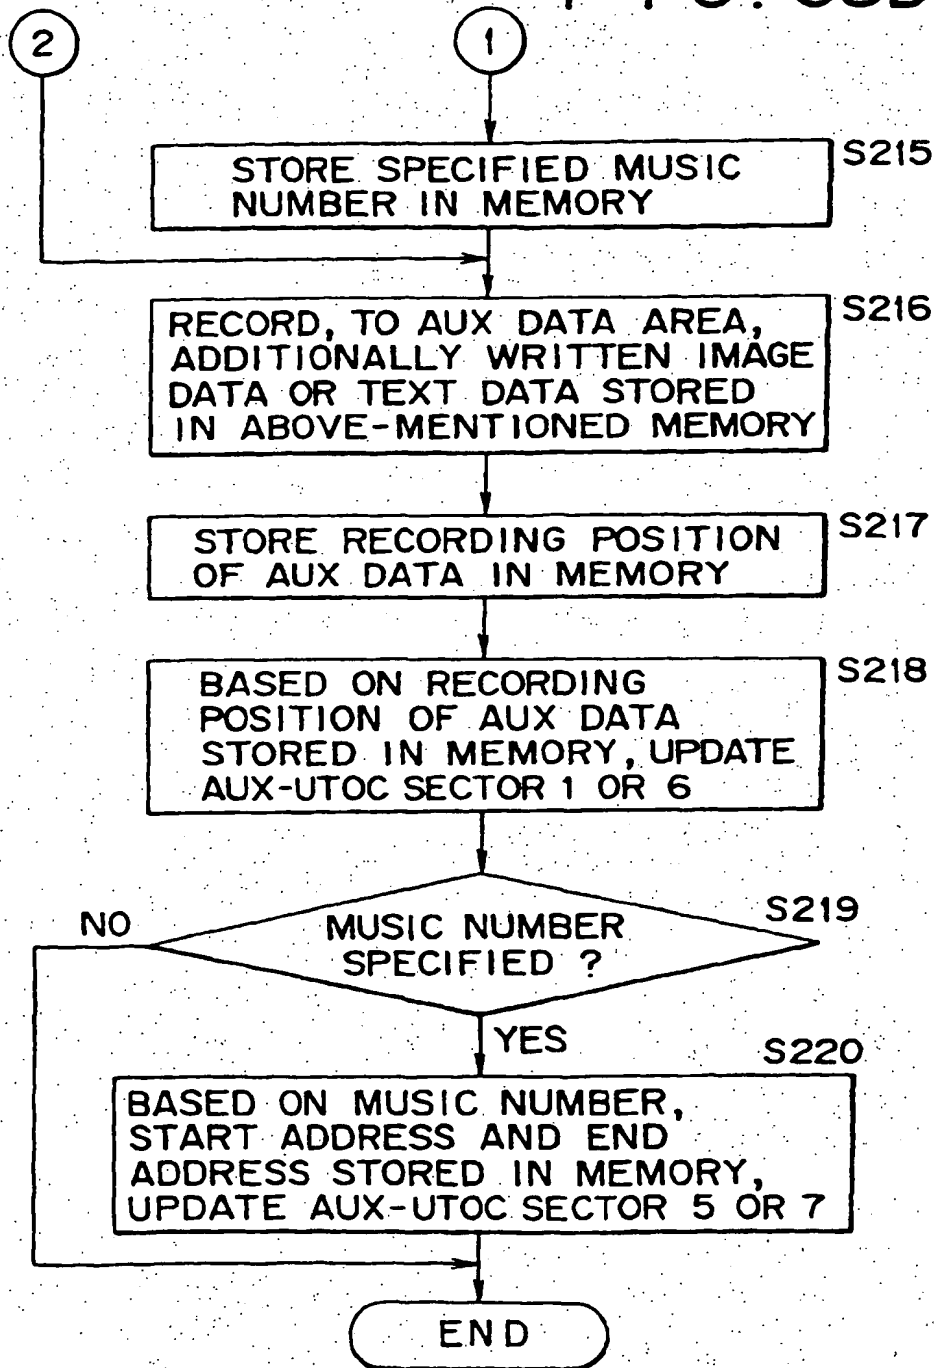 2
1
STORE SPECIFIED MUSIC
NUMBER IN MEMORY
S215
RECORD, TO AUX DATA AREA,
ADDITIONALLY WRITTEN IMAGE
DATA OR TEXT DATA STORED
IN ABOVE-MENTIONED MEMORY
S216
STORE RECORDING POSITION
OF AUX DATA IN MEMORY
S217
BASED ON RECORDING
POSITION OF AUX DATA
STORED IN MEMORY, UPDATE
AUX-UTOC SECTOR 1 OR 6
S218
NO
MUSIC NUMBER
SPECIFIED ?
S219
YES
S220
BASED ON MUSIC NUMBER,
START ADDRESS AND END
ADDRESS STORED IN MEMORY,
UPDATE AUX-UTOC SECTOR 5 OR 7
END